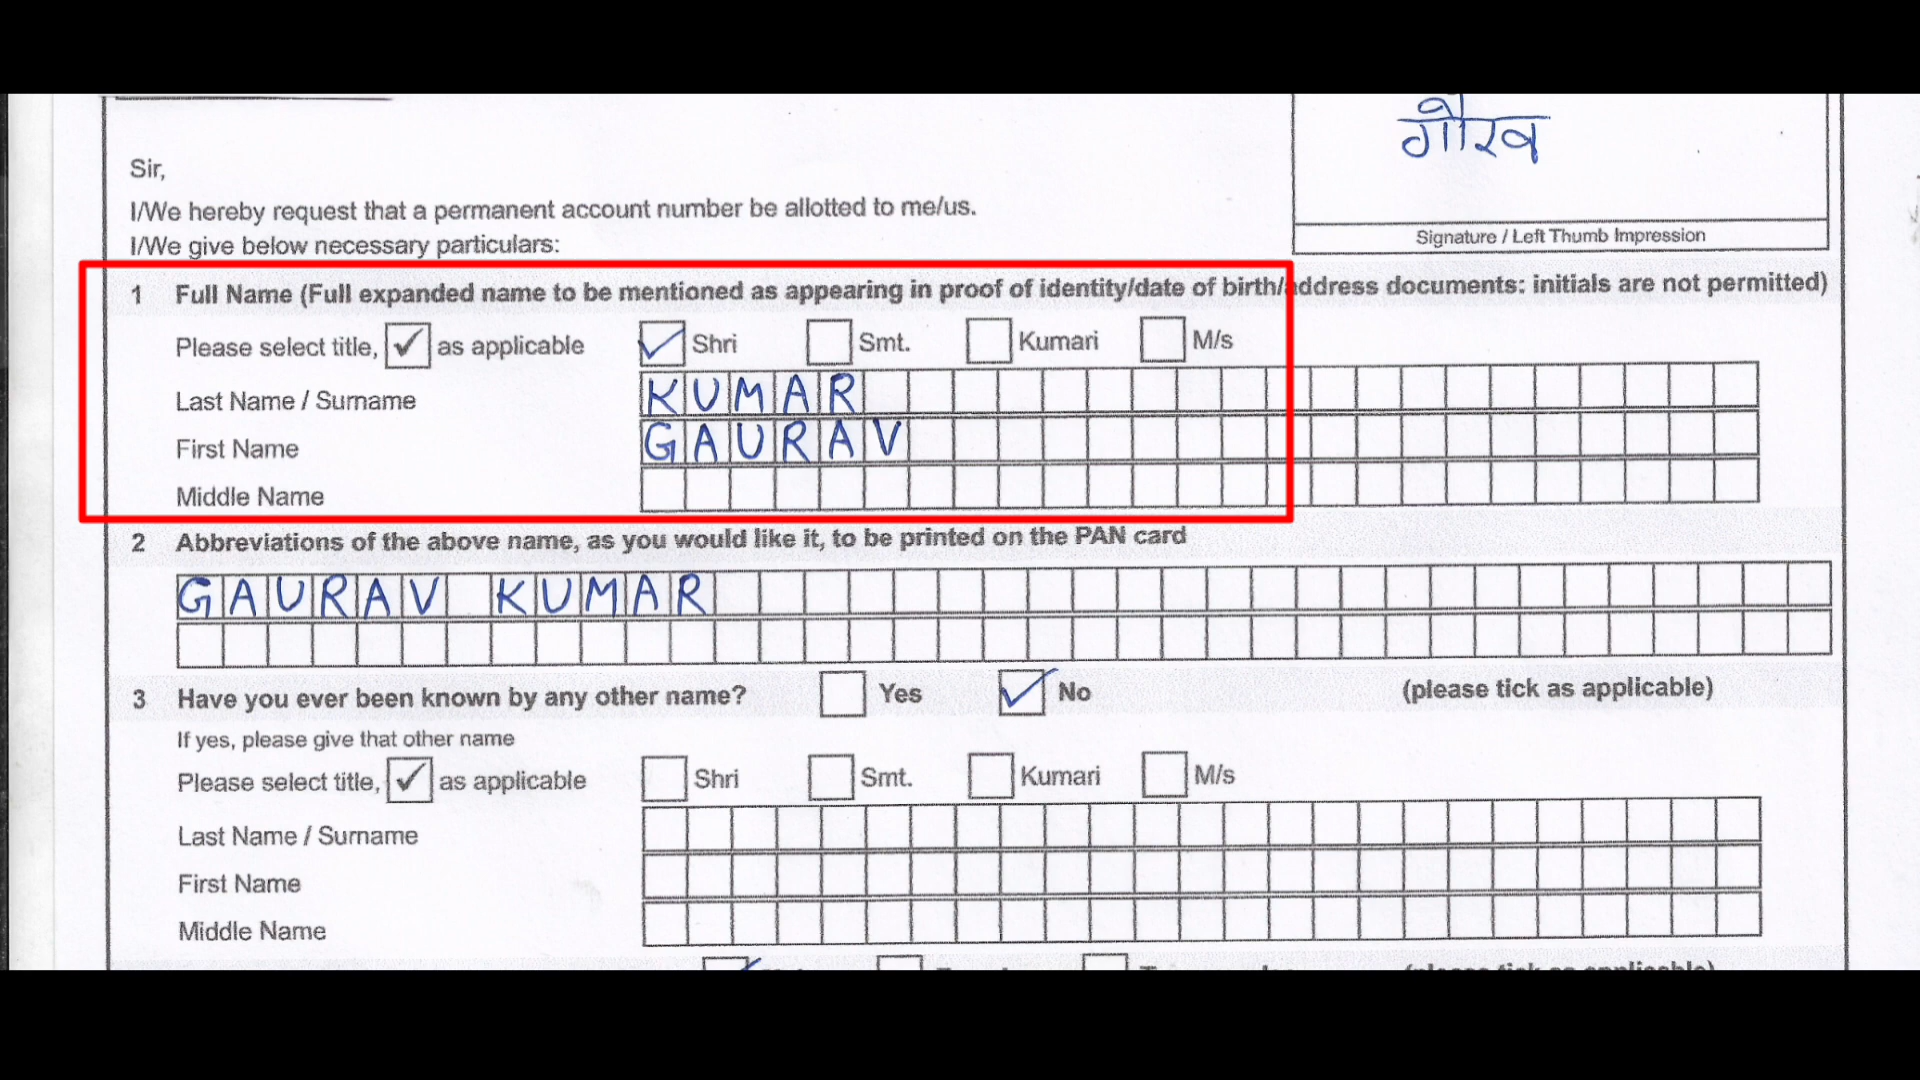 गौरव
Sir,
I/We hereby request that a permanent account number be allotted to me/us.
I/We give below necessary particulars:
Signature / Left Thumb Impression
1 Full Name (Full expanded name to be mentioned as appearing in proof of identity/date of birth/address documents: initials are not permitted)
Please select title, ✓ as applicable ✓ Shri Smt. Kumari M/s
Last Name / Surname KUMAR
First Name GAURAV
Middle Name
2 Abbreviations of the above name, as you would like it, to be printed on the PAN card
GAURAV KUMAR
3 Have you ever been known by any other name? Yes ✓ No (please tick as applicable)
If yes, please give that other name
Please select title, ✓ as applicable Shri Smt. Kumari M/s
Last Name / Surname
First Name
Middle Name
(please tick as applicable)